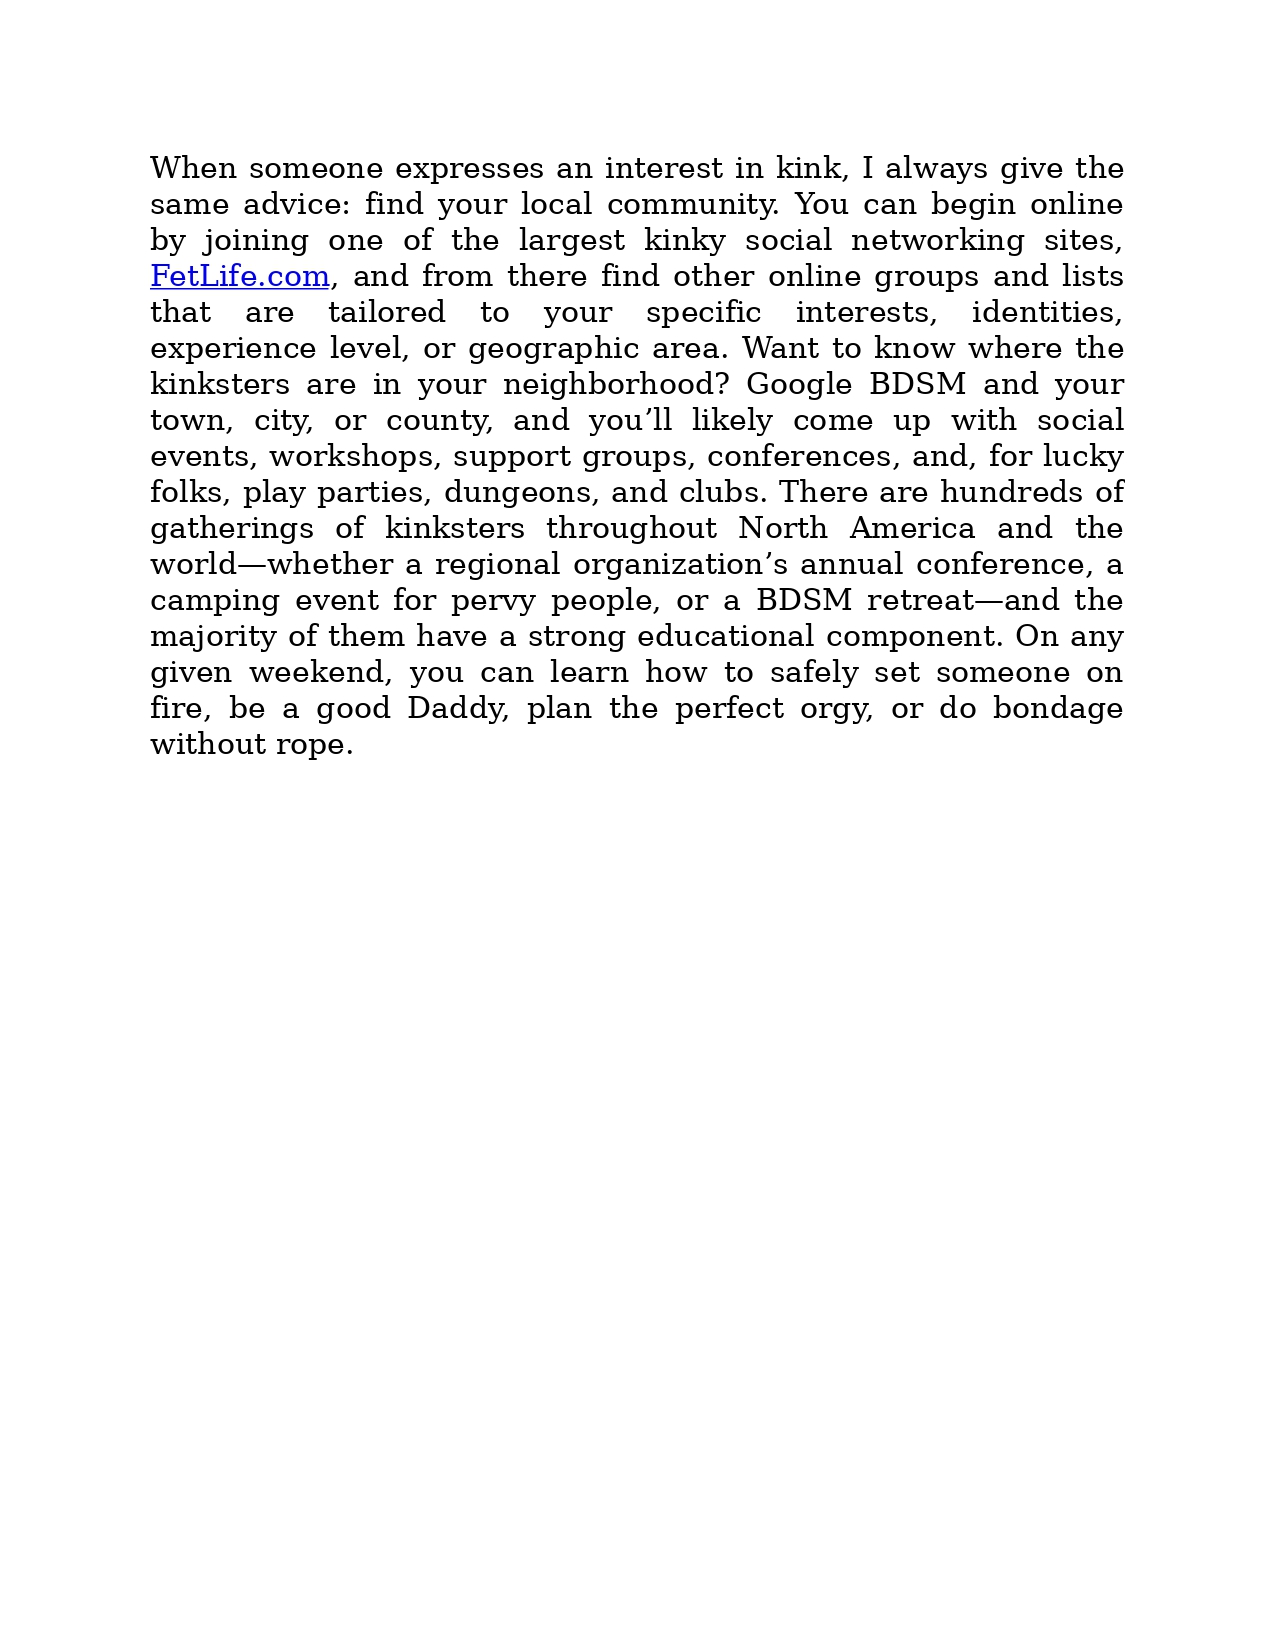 When someone expresses an interest in kink, I always give the
same advice: find your local community. You can begin online
by joining one of the largest kinky social networking sites,
FetLife.com, and from there find other online groups and lists
that are tailored to your specific interests, identities,
experience level, or geographic area. Want to know where the
kinksters are in your neighborhood? Google BDSM and your
town, city, or county, and you’ll likely come up with social
events, workshops, support groups, conferences, and, for lucky
folks, play parties, dungeons, and clubs. There are hundreds of
gatherings of kinksters throughout North America and the
world—whether a regional organization’s annual conference, a
camping event for pervy people, or a BDSM retreat—and the
majority of them have a strong educational component. On any
given weekend, you can learn how to safely set someone on
fire, be a good Daddy, plan the perfect orgy, or do bondage
without rope.